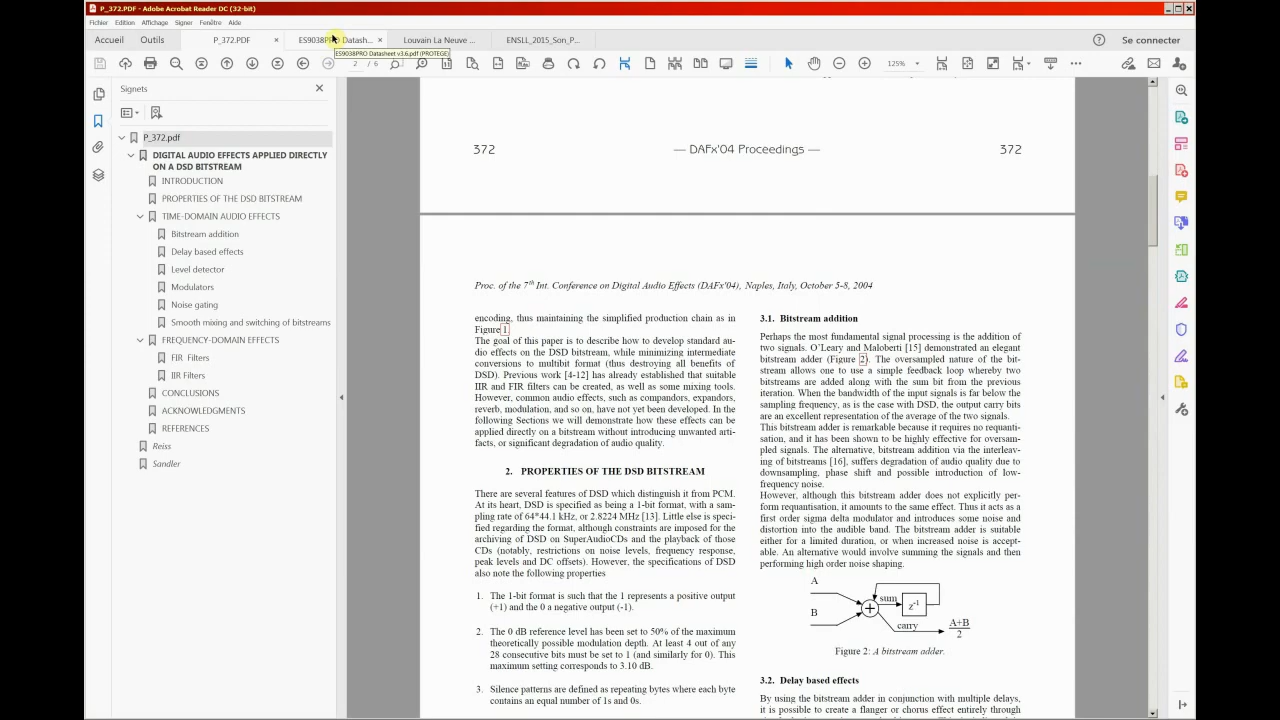 P_372.PDF - Adobe Acrobat Reader DC (32-bit)
Fichier Edition Affichage Signer Fenêtre Aide
Accueil Outils P_372.PDF × ES9038PRO Datash... × Louvain La Neuve ... ENSLL_2015_Son_P... Se connecter
ES9038PRO Datasheet v3.6.pdf (PROTEGE)
2 / 6 125%
Signets
P_372.pdf
DIGITAL AUDIO EFFECTS APPLIED DIRECTLY
ON A DSD BITSTREAM
INTRODUCTION
PROPERTIES OF THE DSD BITSTREAM
TIME-DOMAIN AUDIO EFFECTS
Bitstream addition
Delay based effects
Level detector
Modulators
Noise gating
Smooth mixing and switching of bitstreams
FREQUENCY-DOMAIN EFFECTS
FIR Filters
IIR Filters
CONCLUSIONS
ACKNOWLEDGMENTS
REFERENCES
Reiss
Sandler
372 — DAFx'04 Proceedings — 372
Proc. of the 7th Int. Conference on Digital Audio Effects (DAFx'04), Naples, Italy, October 5-8, 2004
encoding, thus maintaining the simplified production chain as in
Figure 1.
The goal of this paper is to describe how to develop standard au-
dio effects on the DSD bitstream, while minimizing intermediate
conversions to multibit format (thus destroying all benefits of
DSD). Previous work [4-12] has already established that suitable
IIR and FIR filters can be created, as well as some mixing tools.
However, common audio effects, such as compandors, expandors,
reverb, modulation, and so on, have not yet been developed. In the
following Sections we will demonstrate how these effects can be
applied directly on a bitstream without introducing unwanted arti-
facts, or significant degradation of audio quality.
2. PROPERTIES OF THE DSD BITSTREAM
There are several features of DSD which distinguish it from PCM.
At its heart, DSD is specified as being a 1-bit format, with a sam-
pling rate of 64*44.1 kHz, or 2.8224 MHz [13]. Little else is speci-
fied regarding the format, although constraints are imposed for the
archiving of DSD on SuperAudioCDs and the playback of those
CDs (notably, restrictions on noise levels, frequency response,
peak levels and DC offsets). However, the specifications of DSD
also note the following properties
1. The 1-bit format is such that the 1 represents a positive output
(+1) and the 0 a negative output (-1).
2. The 0 dB reference level has been set to 50% of the maximum
theoretically possible modulation depth. At least 4 out of any
28 consecutive bits must be set to 1 (and similarly for 0). This
maximum setting corresponds to 3.10 dB.
3. Silence patterns are defined as repeating bytes where each byte
contains an equal number of 1s and 0s.
3.1. Bitstream addition
Perhaps the most fundamental signal processing is the addition of
two signals. O'Leary and Maloberti [15] demonstrated an elegant
bitstream adder (Figure 2). The oversampled nature of the bit-
stream allows one to use a simple feedback loop whereby two
bitstreams are added along with the sum bit from the previous
iteration. When the bandwidth of the input signals is far below the
sampling frequency, as is the case with DSD, the output carry bits
are an excellent representation of the average of the two signals.
This bitstream adder is remarkable because it requires no requanti-
sation, and it has been shown to be highly effective for oversam-
pled signals. The alternative, bitstream addition via the interleav-
ing of bitstreams [16], suffers degradation of audio quality due to
downsampling, phase shift and possible introduction of low-
frequency noise.
However, although this bitstream adder does not explicitly per-
form requantisation, it amounts to the same effect. Thus it acts as a
first order sigma delta modulator and introduces some noise and
distortion into the audible band. The bitstream adder is suitable
either for a limited duration, or when increased noise is accept-
able. An alternative would involve summing the signals and then
performing high order noise shaping.
A
sum z⁻¹
B
+
carry A+B
2
Figure 2: A bitstream adder.
3.2. Delay based effects
By using the bitstream adder in conjunction with multiple delays,
it is possible to create a flanger or chorus effect entirely through